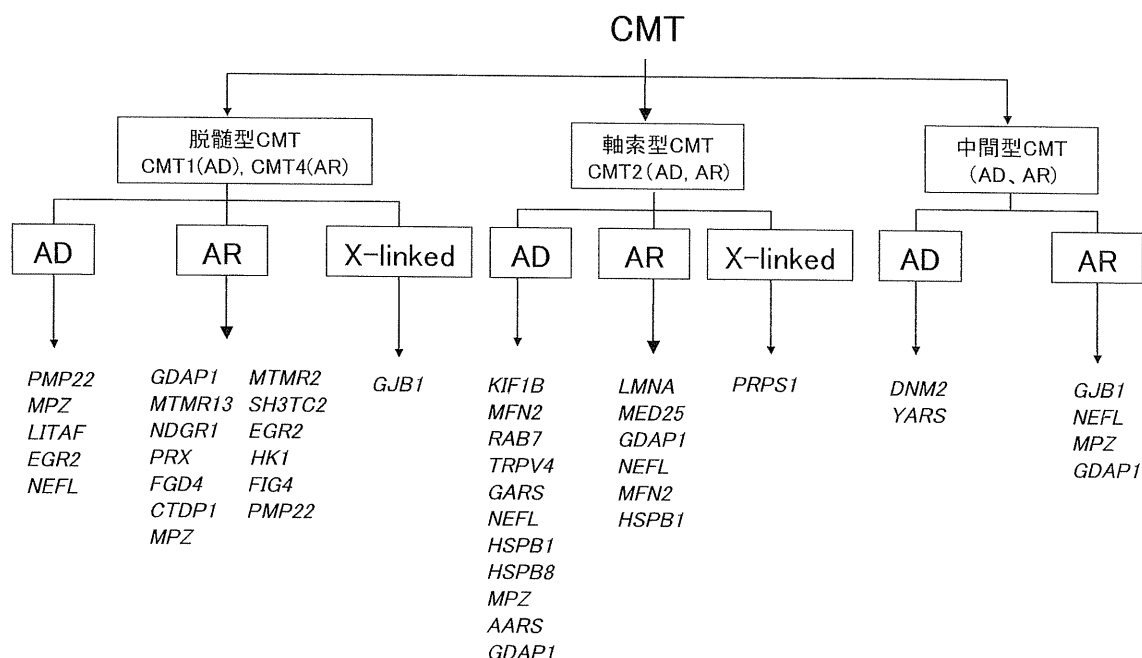 CMT
脱髄型CMT
CMT1(AD), CMT4(AR)
軸索型CMT
CMT2(AD, AR)
中間型CMT
(AD、AR)
AD
AR
X-linked
AD
AR
X-linked
AD
AR
PMP22
MPZ
LITAF
EGR2
NEFL
GDAP1 MTMR2
MTMR13 SH3TC2
NDGR1 EGR2
PRX HK1
FGD4 FIG4
CTDP1 PMP22
MPZ
GJB1
KIF1B
MFN2
RAB7
TRPV4
GARS
NEFL
HSPB1
HSPB8
MPZ
AARS
GDAP1
LMNA
MED25
GDAP1
NEFL
MFN2
HSPB1
PRPS1
DNM2
YARS
GJB1
NEFL
MPZ
GDAP1